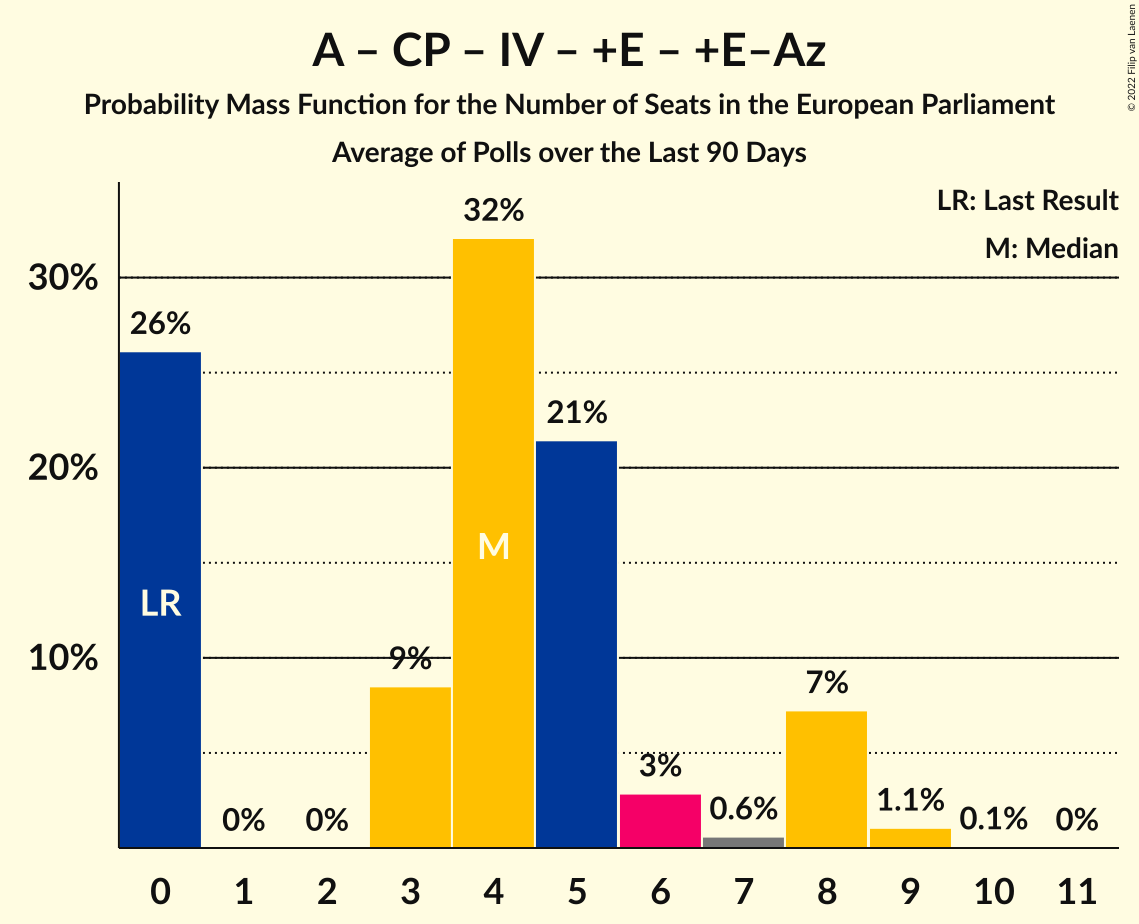 A – CP – IV – +E – +E–Az
Probability Mass Function for the Number of Seats in the European Parliament
Average of Polls over the Last 90 Days
© 2022 Filip van Laenen
LR: Last Result
M: Median
30%
20%
10%
26%
0%
0%
9%
32%
21%
3%
0.6%
7%
1.1%
0.1%
0%
LR
M
0 1 2 3 4 5 6 7 8 9 10 11